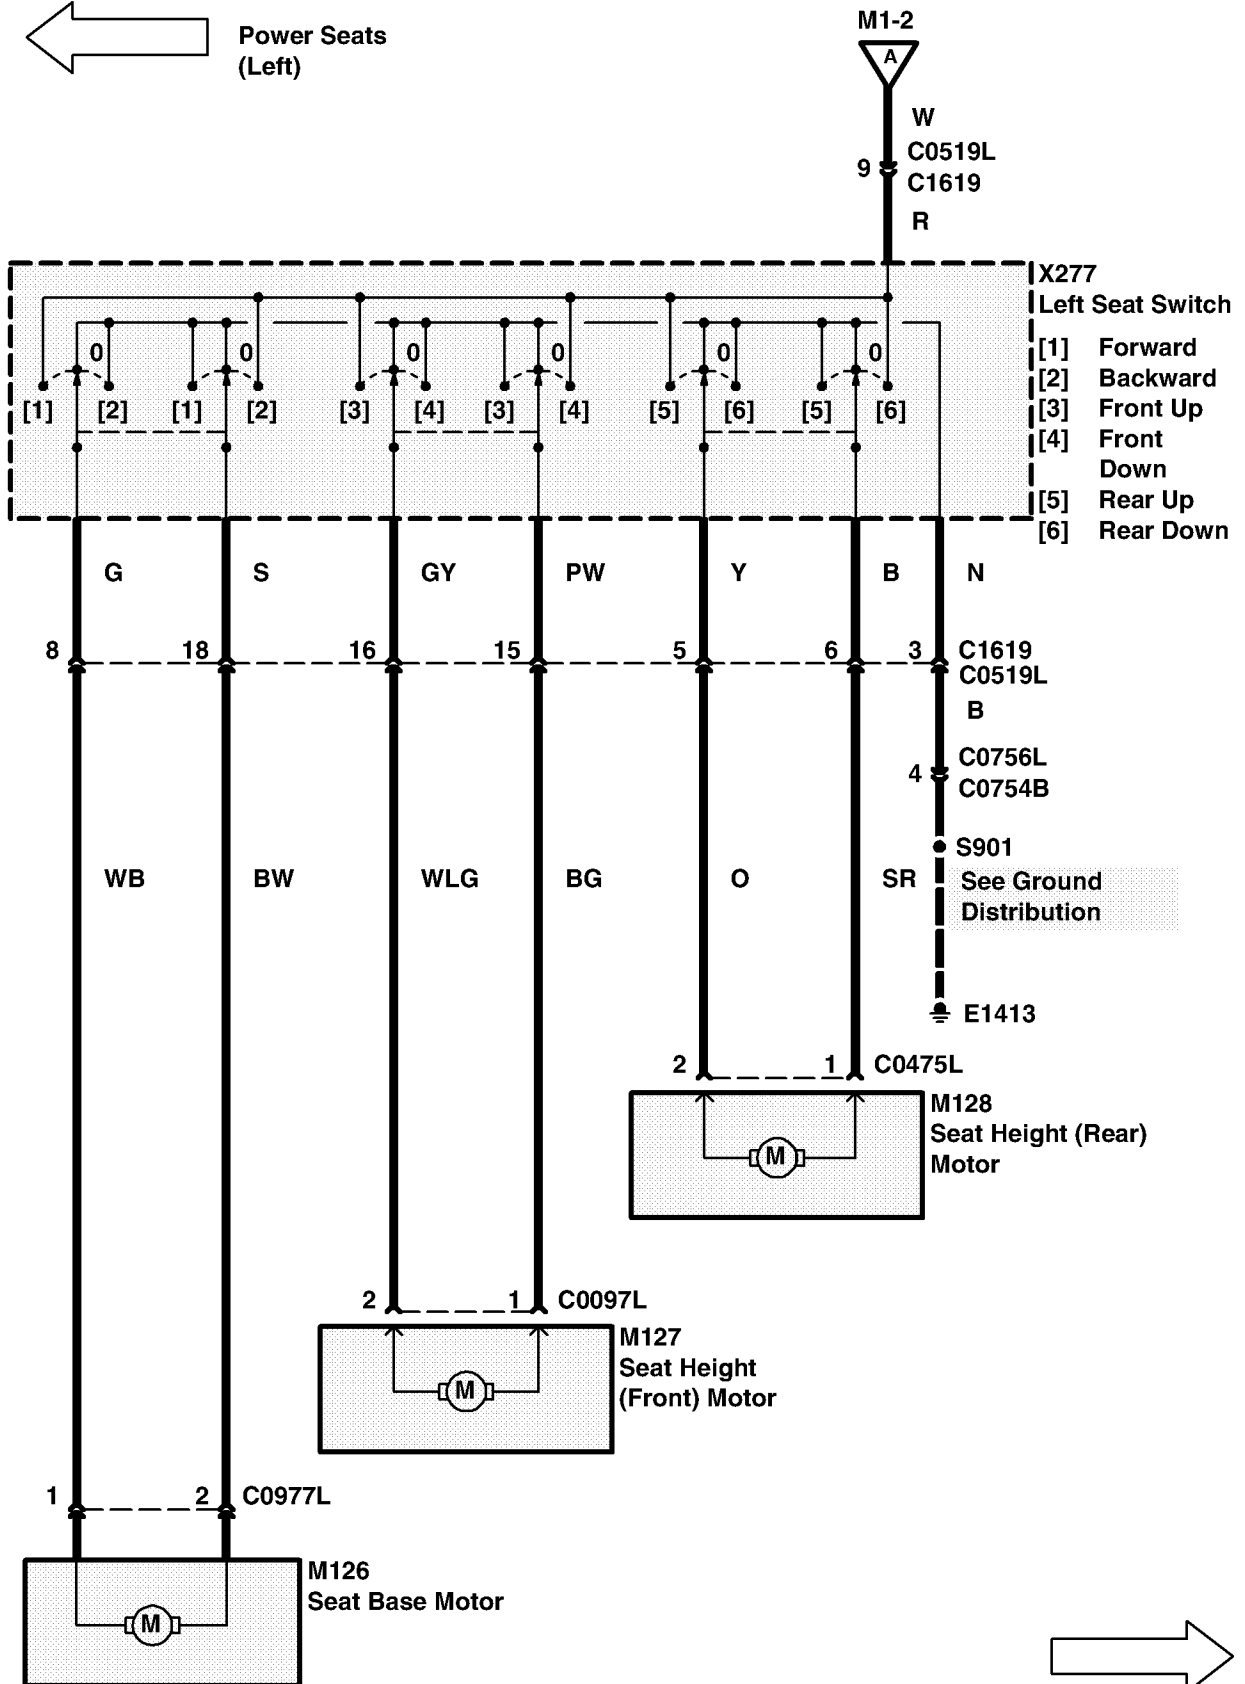 M1-2
Power Seats
(Left)
A
W
9 C0519L
C1619
R
X277
Left Seat Switch
[1] Forward
[2] Backward
[3] Front Up
[4] Front
Down
[5] Rear Up
[6] Rear Down
0 0 0 0 0 0
[1] [2] [1] [2] [3] [4] [3] [4] [5] [6] [5] [6]
G S GY PW Y B N
8 18 16 15 5 6 3 C1619
C0519L
B
4 C0756L
C0754B
S901
WB BW WLG BG O SR
See Ground
Distribution
E1413
2 1 C0475L
M128
Seat Height (Rear)
Motor
M
2 1 C0097L
M127
Seat Height
(Front) Motor
M
1 2 C0977L
M126
Seat Base Motor
M